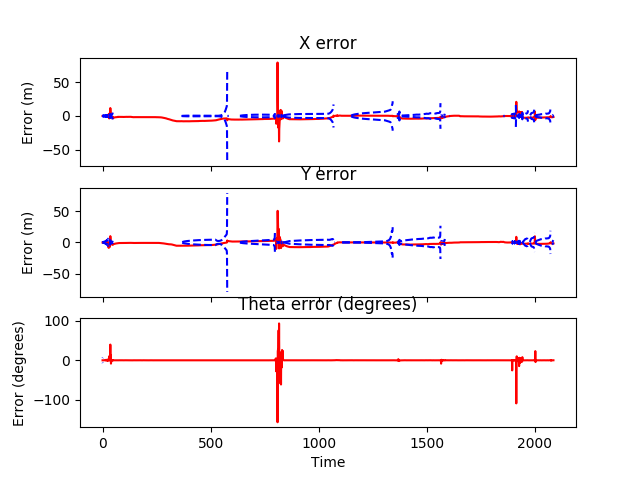 X error
50
0
−50
Error (m)
Y error
50
0
−50
Error (m)
Theta error (degrees)
100
0
−100
Error (degrees)
0
500
1000
1500
2000
Time